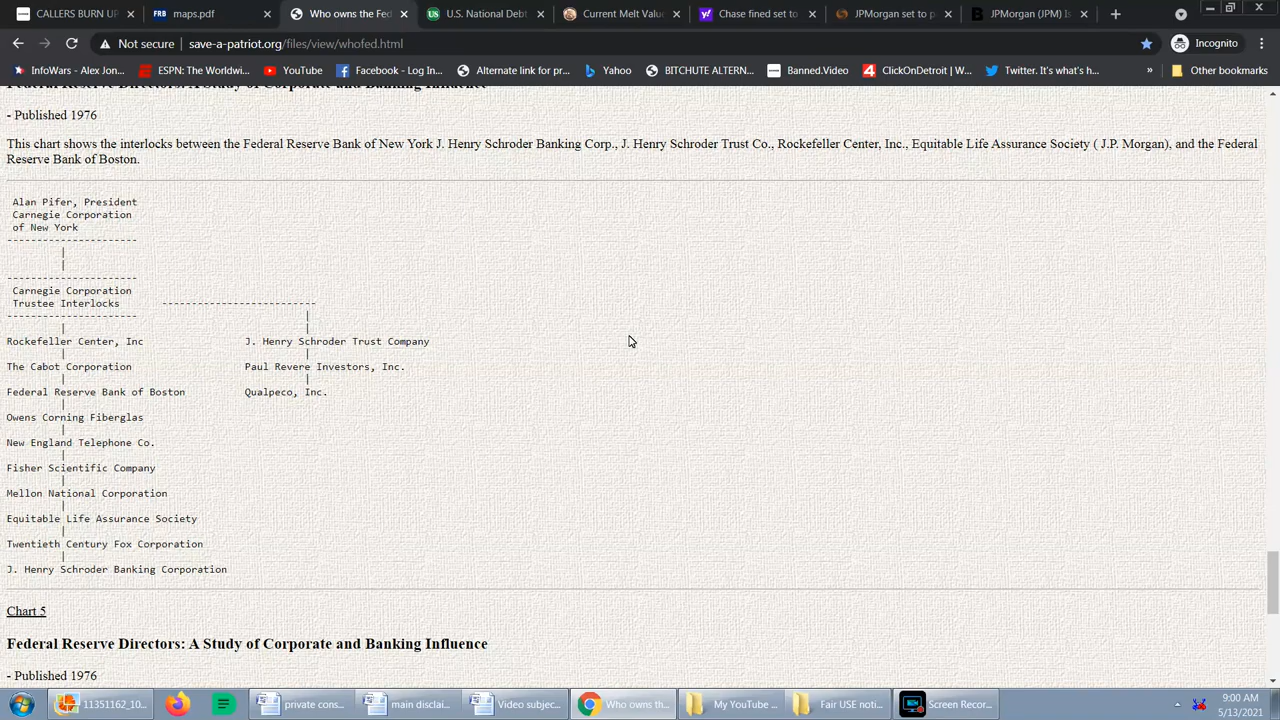 CALLERS BURN UP
maps.pdf
Who owns the Fed
U.S. National Debt
Current Melt Value
Chase fined set to
JPMorgan set to p
JPMorgan (JPM) Is
Not secure save-a-patriot.org/files/view/whofed.html
Incognito
InfoWars - Alex Jon...
ESPN: The Worldwi...
YouTube
Facebook - Log In...
Alternate link for pr...
Yahoo
BITCHUTE ALTERN...
Banned.Video
ClickOnDetroit | W...
Twitter. It's what's h...
»
Other bookmarks
Federal Reserve Directors: A Study of Corporate and Banking Influence
- Published 1976
This chart shows the interlocks between the Federal Reserve Bank of New York J. Henry Schroder Banking Corp., J. Henry Schroder Trust Co., Rockefeller Center, Inc., Equitable Life Assurance Society ( J.P. Morgan), and the Federal
Reserve Bank of Boston.
Alan Pifer, President
Carnegie Corporation
of New York
Carnegie Corporation
Trustee Interlocks
Rockefeller Center, Inc J. Henry Schroder Trust Company
The Cabot Corporation Paul Revere Investors, Inc.
Federal Reserve Bank of Boston Qualpeco, Inc.
Owens Corning Fiberglas
New England Telephone Co.
Fisher Scientific Company
Mellon National Corporation
Equitable Life Assurance Society
Twentieth Century Fox Corporation
J. Henry Schroder Banking Corporation
Chart 5
Federal Reserve Directors: A Study of Corporate and Banking Influence
- Published 1976
11351162_10...
private cons...
main disclai...
Video subjec...
Who owns th...
My YouTube ...
Fair USE noti...
Screen Recor...
9:00 AM
5/13/2021